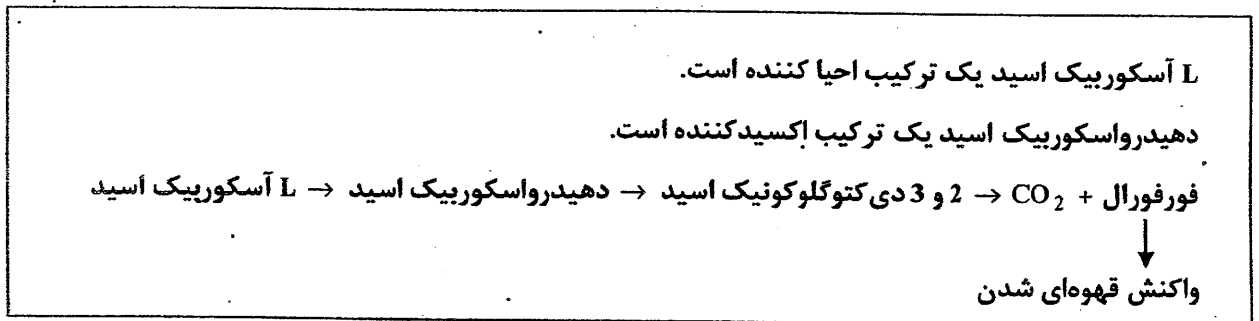 L آسکوربیک اسید یک ترکیب احیا کننده است.
دهیدرواسکوربیک اسید یک ترکیب اکسیدکننده است.
فورفورال + CO2 → 2 و 3 دی‌کتوگلوکونیک اسید → دهیدرواسکوربیک اسید → L آسکوربیک اسید
↓
واکنش قهوه‌ای شدن